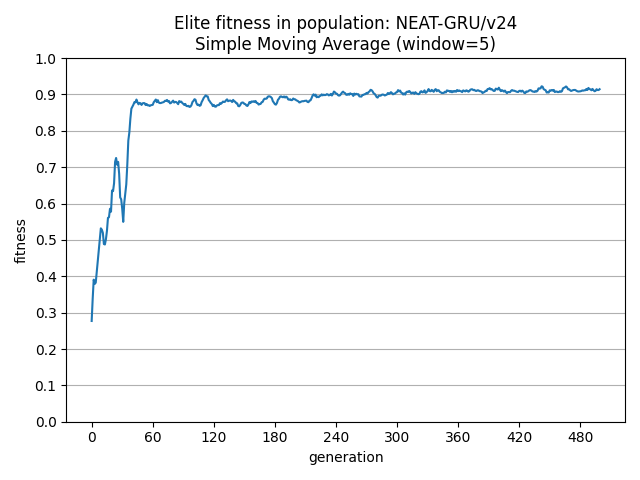 Elite fitness in population: NEAT-GRU/v24
Simple Moving Average (window=5)
1.0
0.9
0.8
0.7
0.6
0.5
0.4
0.3
0.2
0.1
0.0
fitness
0 60 120 180 240 300 360 420 480
generation